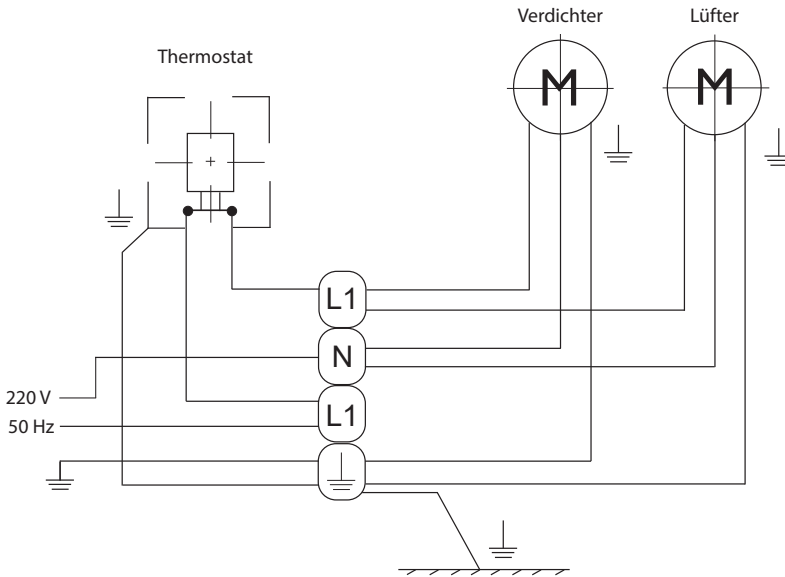 Verdichter
Lüfter
Thermostat
M
M
L1
N
220 V
L1
50 Hz